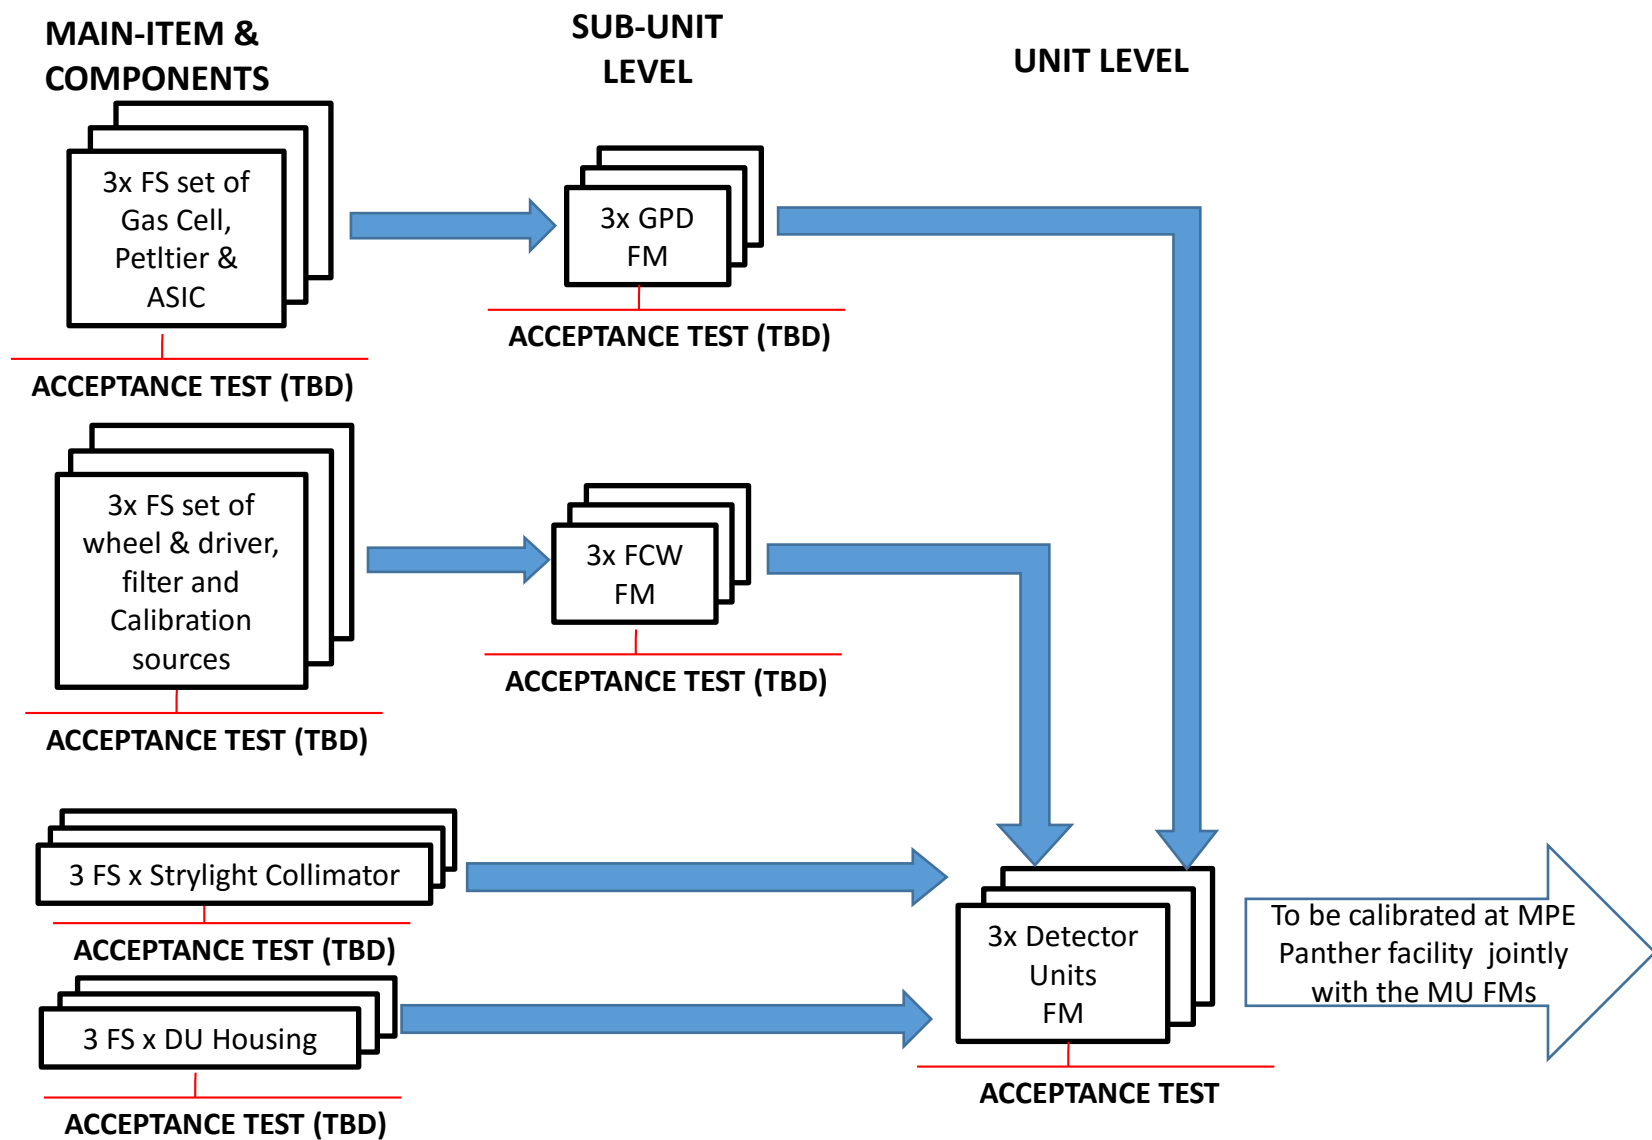 MAIN-ITEM &
COMPONENTS
SUB-UNIT
LEVEL
UNIT LEVEL
3x FS set of
Gas Cell,
Petltier &
ASIC
ACCEPTANCE TEST (TBD)
3x GPD
FM
ACCEPTANCE TEST (TBD)
3x FS set of
wheel & driver,
filter and
Calibration
sources
ACCEPTANCE TEST (TBD)
3x FCW
FM
ACCEPTANCE TEST (TBD)
3 FS x Strylight Collimator
ACCEPTANCE TEST (TBD)
3 FS x DU Housing
ACCEPTANCE TEST (TBD)
3x Detector
Units
FM
ACCEPTANCE TEST
To be calibrated at MPE
Panther facility jointly
with the MU FMs